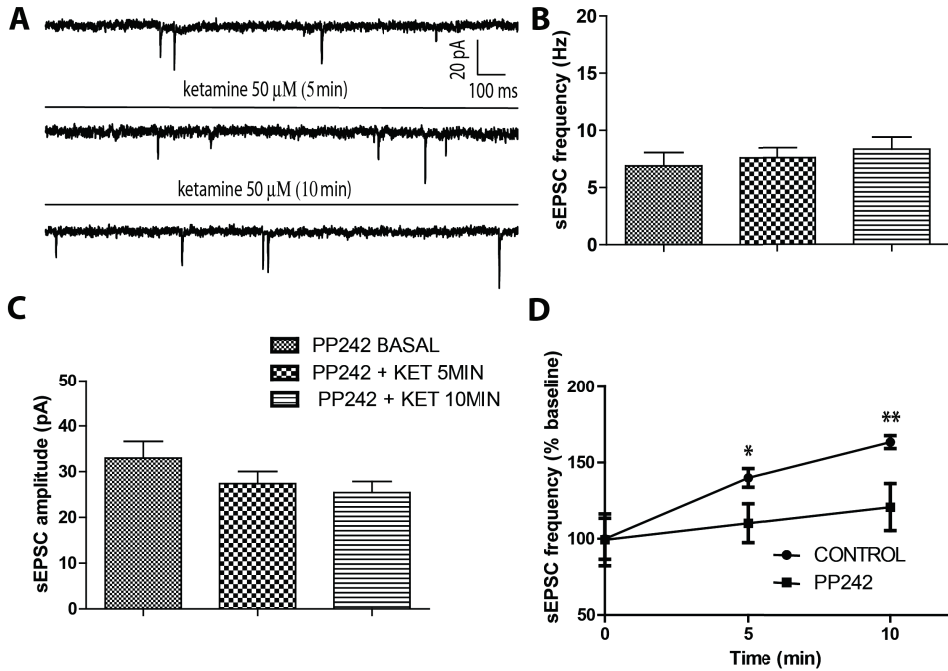 A
20 pA
100 ms
ketamine 50 µM (5 min)
ketamine 50 µM (10 min)
B
sEPSC frequency (Hz)
20
15
10
5
0
C
PP242 BASAL
PP242 + KET 5MIN
PP242 + KET 10MIN
sEPSC amplitude (pA)
50
40
30
20
10
0
D
sEPSC frequency (% baseline)
200
150
100
50
*
**
CONTROL
PP242
0
5
10
Time (min)